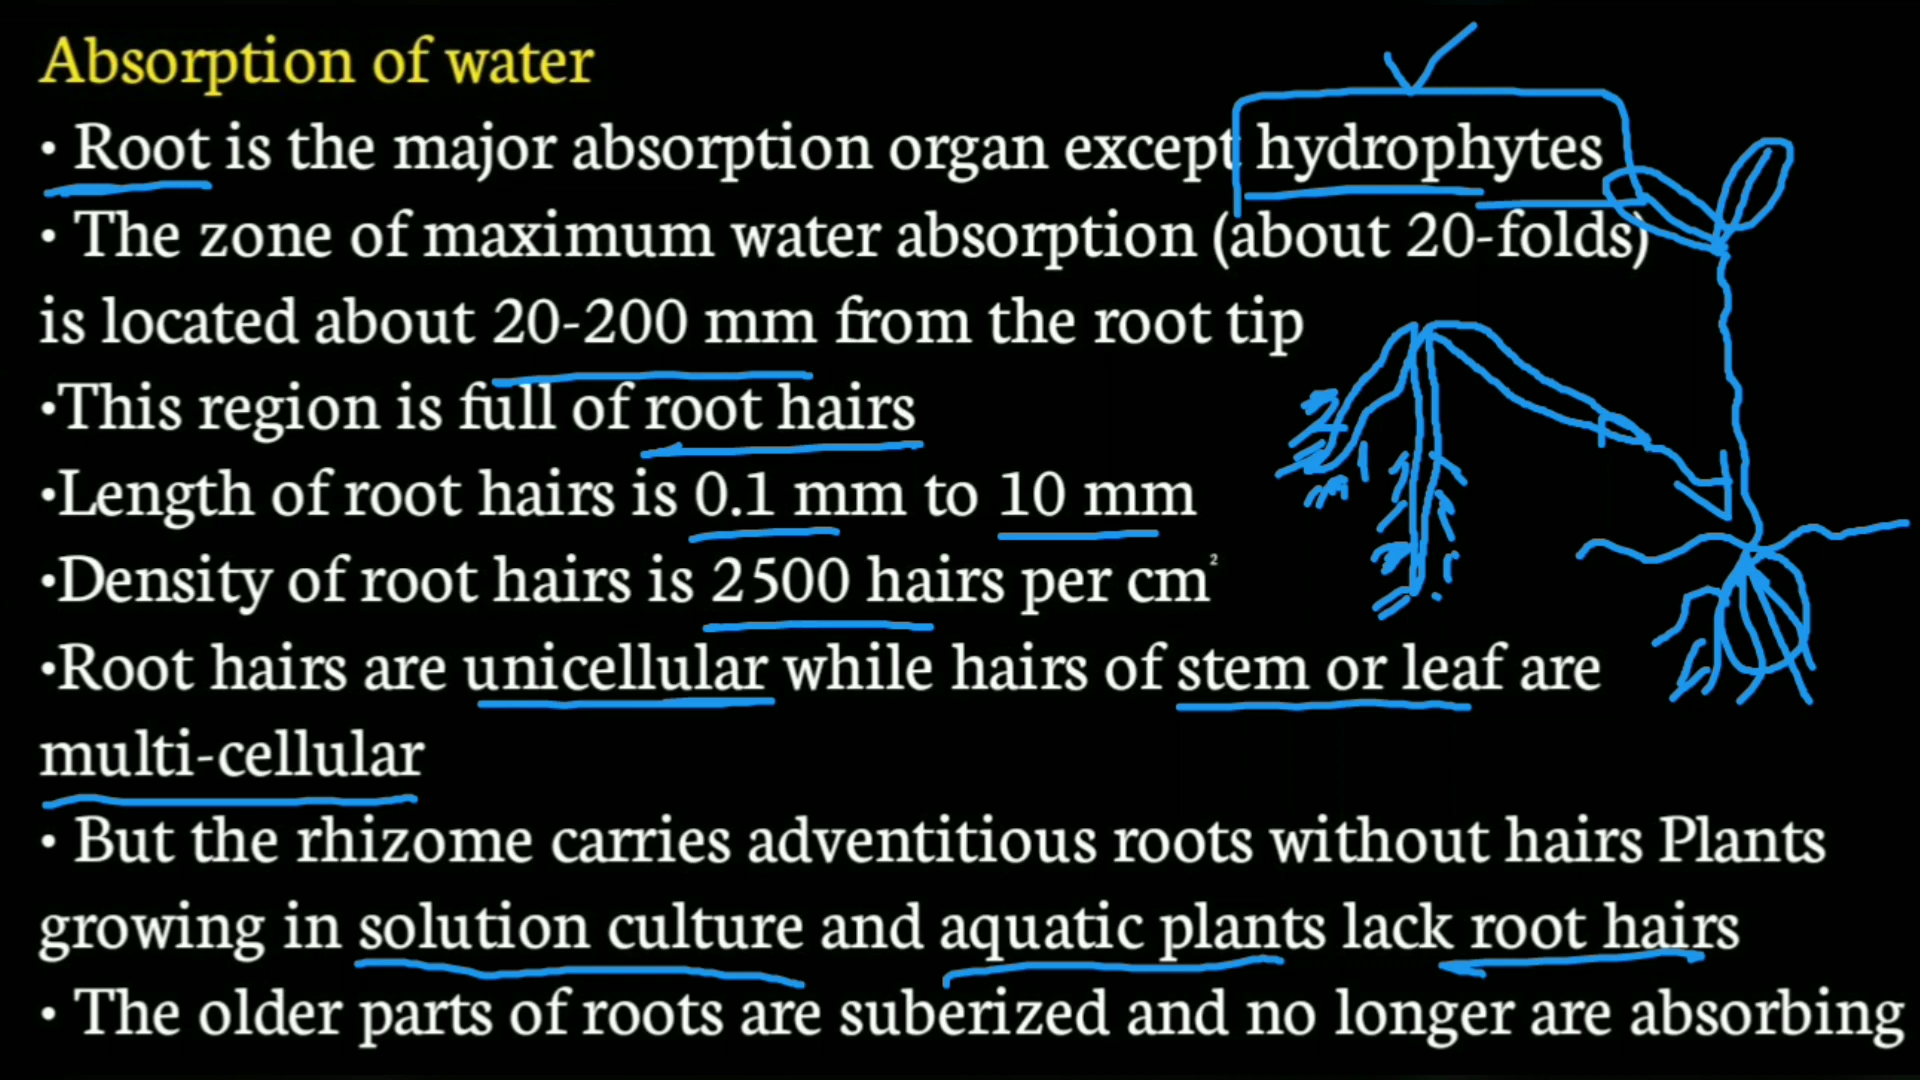 Absorption of water
• Root is the major absorption organ except hydrophytes
• The zone of maximum water absorption (about 20-folds)
is located about 20-200 mm from the root tip
•This region is full of root hairs
•Length of root hairs is 0.1 mm to 10 mm
•Density of root hairs is 2500 hairs per cm²
•Root hairs are unicellular while hairs of stem or leaf are
multi-cellular
• But the rhizome carries adventitious roots without hairs Plants
growing in solution culture and aquatic plants lack root hairs
• The older parts of roots are suberized and no longer are absorbing